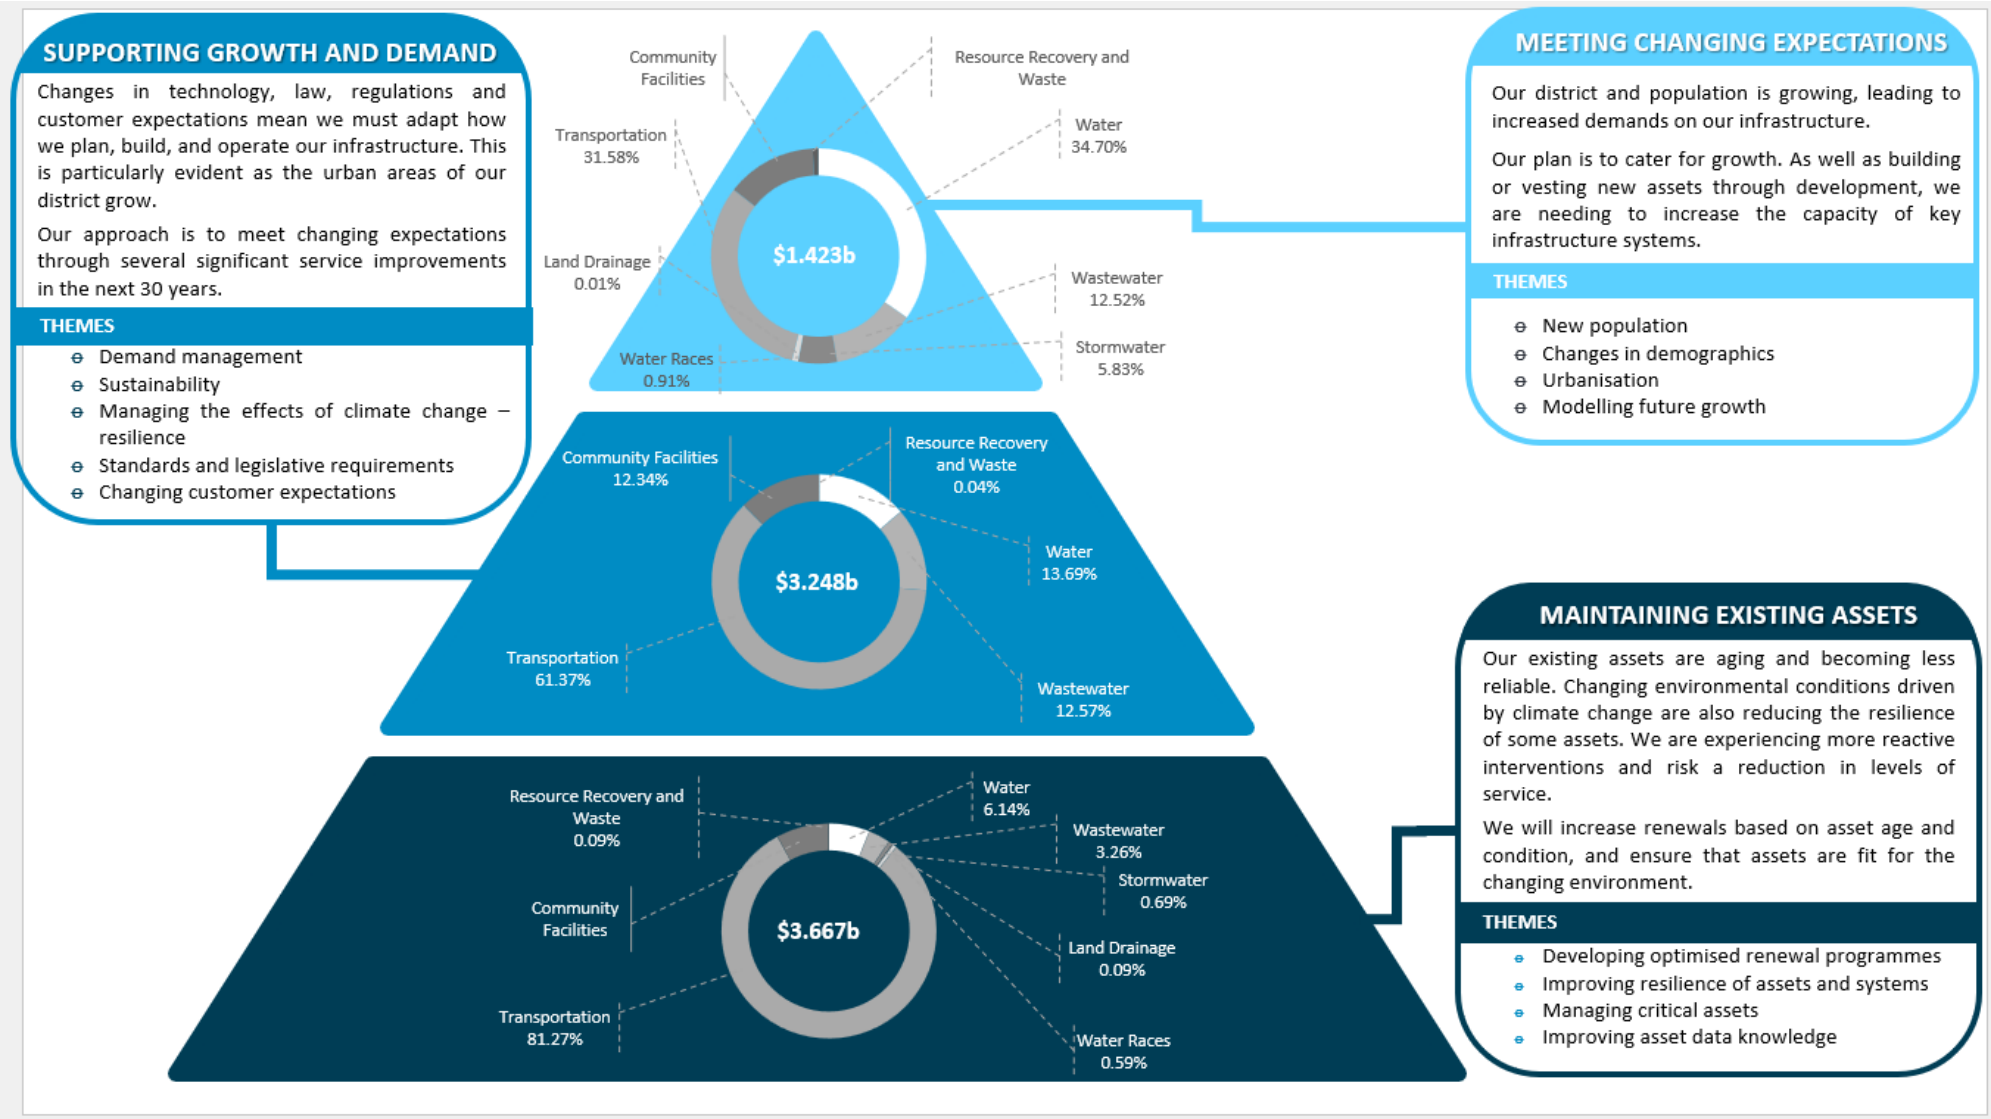 SUPPORTING GROWTH AND DEMAND
Changes in technology, law, regulations and
customer expectations mean we must adapt how
we plan, build, and operate our infrastructure. This
is particularly evident as the urban areas of our
district grow.
Our approach is to meet changing expectations
through several significant service improvements
in the next 30 years.
THEMES
Demand management
Sustainability
Managing the effects of climate change –
resilience
Standards and legislative requirements
Changing customer expectations
Community
Facilities
Resource Recovery and
Waste
Transportation
31.58%
Water
34.70%
$1.423b
Land Drainage
0.01%
Wastewater
12.52%
Water Races
0.91%
Stormwater
5.83%
MEETING CHANGING EXPECTATIONS
Our district and population is growing, leading to
increased demands on our infrastructure.
Our plan is to cater for growth. As well as building
or vesting new assets through development, we
are needing to increase the capacity of key
infrastructure systems.
THEMES
New population
Changes in demographics
Urbanisation
Modelling future growth
Community Facilities
12.34%
Resource Recovery
and Waste
0.04%
Water
13.69%
$3.248b
Transportation
61.37%
Wastewater
12.57%
Resource Recovery and
Waste
0.09%
Water
6.14%
Wastewater
3.26%
Stormwater
0.69%
Community
Facilities
$3.667b
Land Drainage
0.09%
Transportation
81.27%
Water Races
0.59%
MAINTAINING EXISTING ASSETS
Our existing assets are aging and becoming less
reliable. Changing environmental conditions driven
by climate change are also reducing the resilience
of some assets. We are experiencing more reactive
interventions and risk a reduction in levels of
service.
We will increase renewals based on asset age and
condition, and ensure that assets are fit for the
changing environment.
THEMES
Developing optimised renewal programmes
Improving resilience of assets and systems
Managing critical assets
Improving asset data knowledge